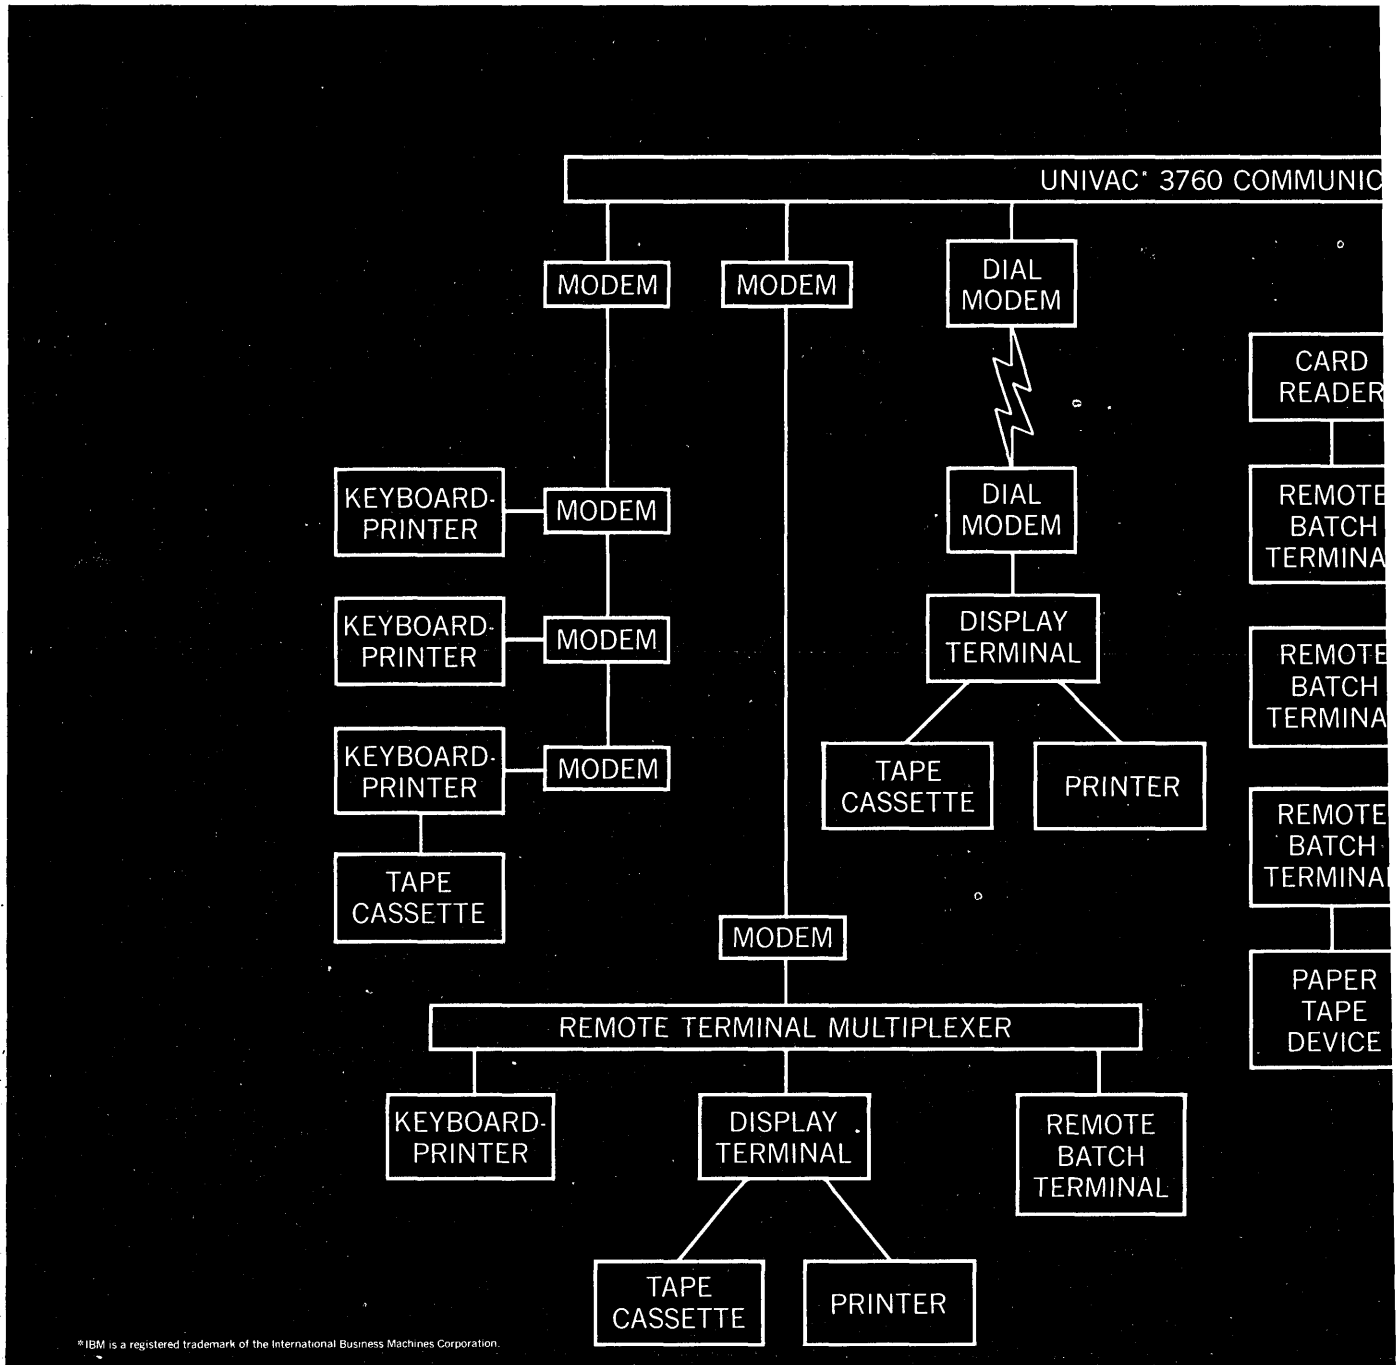 UNIVAC* 3760 COMMUNIC
MODEM
MODEM
DIAL
MODEM
CARD
READER
KEYBOARD-
PRINTER
MODEM
DIAL
MODEM
REMOTE
BATCH
TERMINA
KEYBOARD-
PRINTER
MODEM
DISPLAY
TERMINAL
REMOTE
BATCH
TERMINA
KEYBOARD-
PRINTER
MODEM
TAPE
CASSETTE
PRINTER
REMOTE
BATCH
TERMINAL
TAPE
CASSETTE
MODEM
PAPER
TAPE
DEVICE
REMOTE TERMINAL MULTIPLEXER
KEYBOARD-
PRINTER
DISPLAY
TERMINAL
REMOTE
BATCH
TERMINAL
TAPE
CASSETTE
PRINTER
*IBM is a registered trademark of the International Business Machines Corporation.